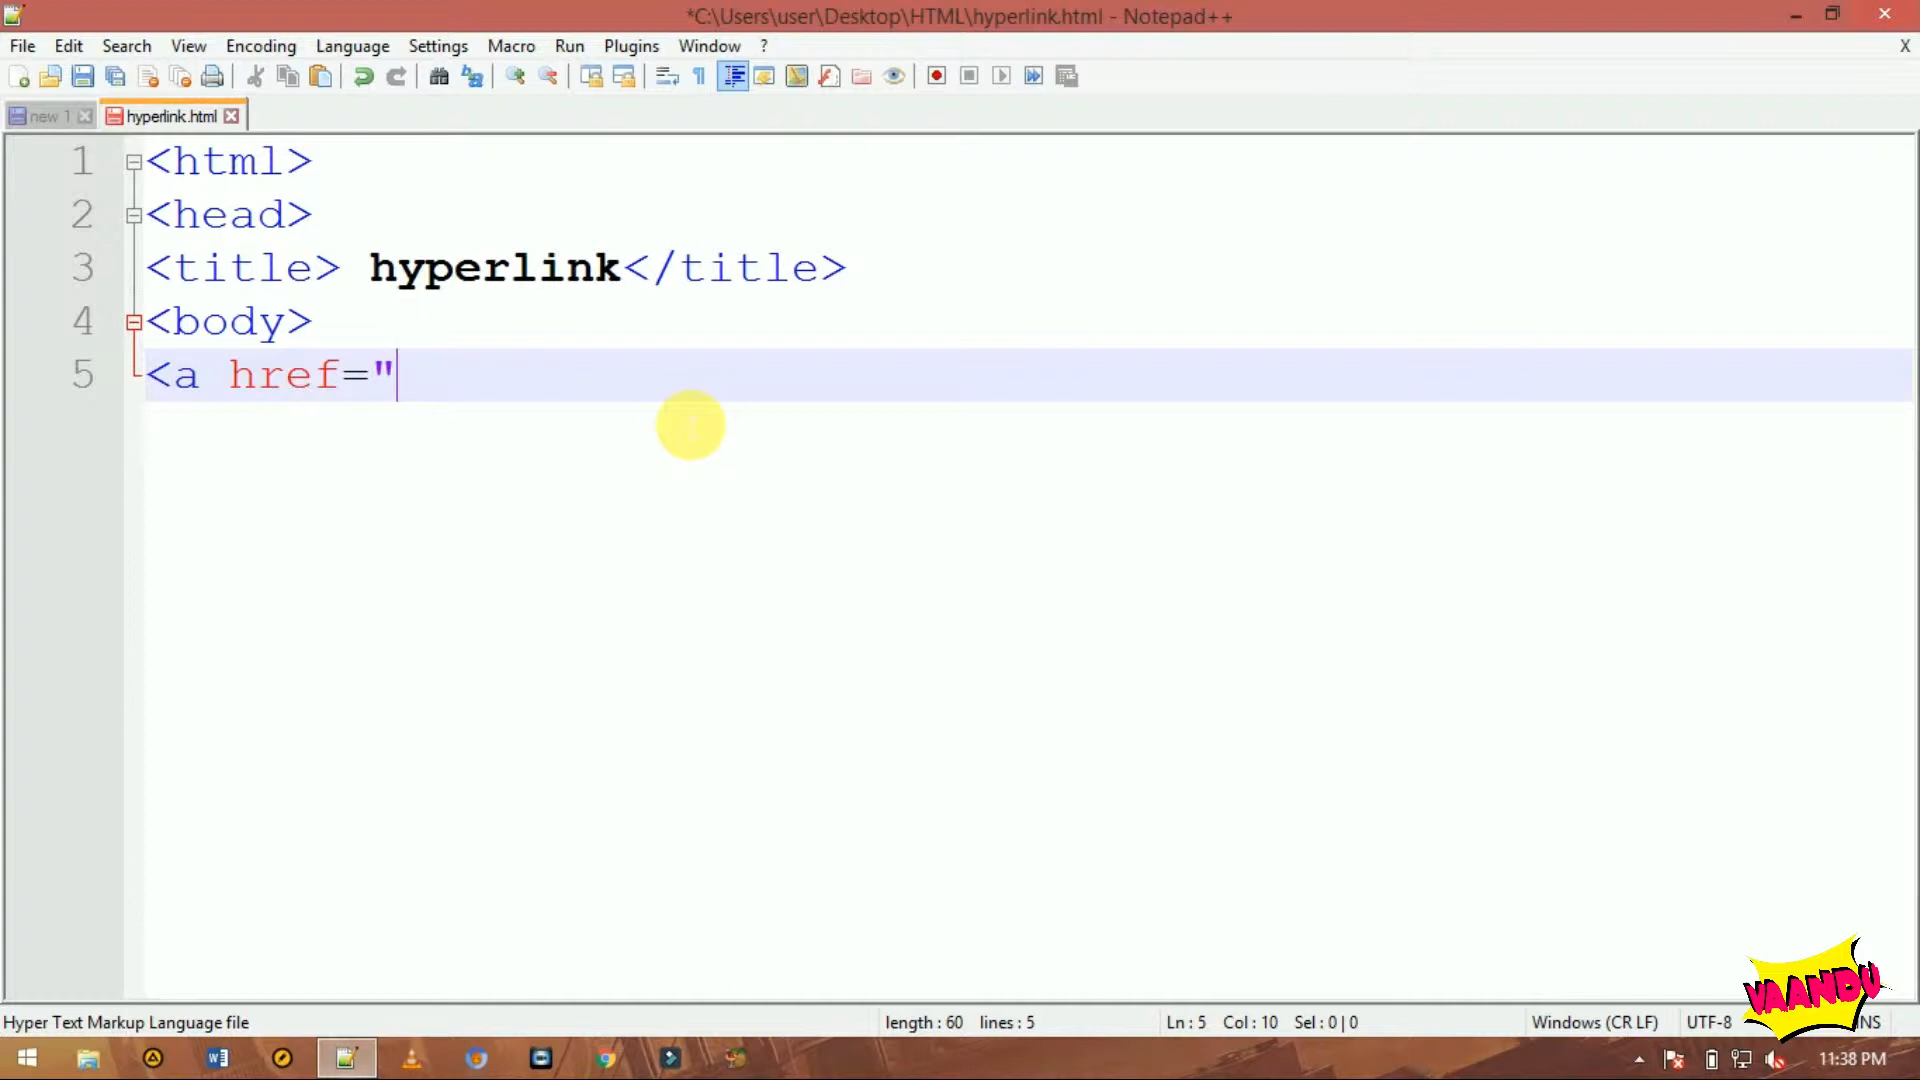 *C:\Users\user\Desktop\HTML\hyperlink.html - Notepad++
File Edit Search View Encoding Language Settings Macro Run Plugins Window ? X
new 1 hyperlink.html
1 <html>
2 <head>
3 <title> hyperlink</title>
4 <body>
5 <a href="
VAANDU
Hyper Text Markup Language file length : 60 lines : 5 Ln : 5 Col : 10 Sel : 0 | 0 Windows (CR LF) UTF-8 NS
11:38 PM